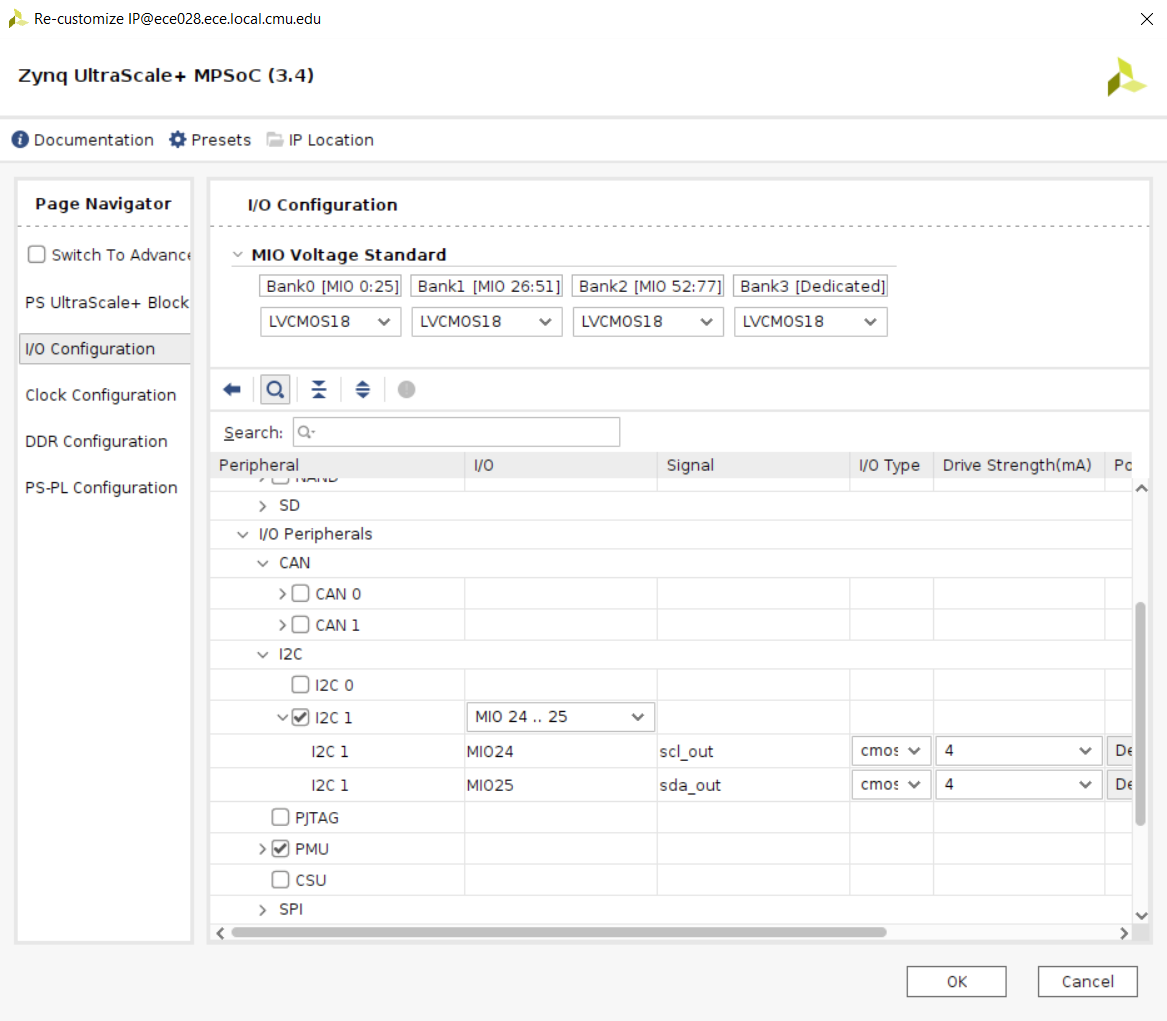 Re-customize IP@ece028.ece.local.cmu.edu
Zynq UltraScale+ MPSoC (3.4)
Documentation Presets IP Location
Page Navigator
Switch To Advance
PS UltraScale+ Block
I/O Configuration
Clock Configuration
DDR Configuration
PS-PL Configuration
I/O Configuration
MIO Voltage Standard
Bank0 [MIO 0:25] Bank1 [MIO 26:51] Bank2 [MIO 52:77] Bank3 [Dedicated]
LVCMOS18 LVCMOS18 LVCMOS18 LVCMOS18
Search:
Peripheral I/O Signal I/O Type Drive Strength(mA) Po
NAND
SD
I/O Peripherals
CAN
CAN 0
CAN 1
I2C
I2C 0
I2C 1 MIO 24 .. 25
I2C 1 MIO24 scl_out cmos 4 De
I2C 1 MIO25 sda_out cmos 4 De
PJTAG
PMU
CSU
SPI
OK Cancel